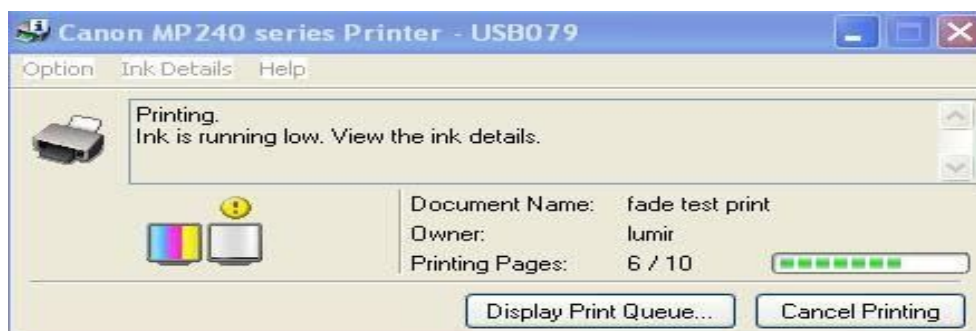 Canon MP240 series Printer - USB079
Option Ink Details Help
Printing.
Ink is running low. View the ink details.
Document Name: fade test print
Owner: lumir
Printing Pages: 6 / 10
Display Print Queue... Cancel Printing